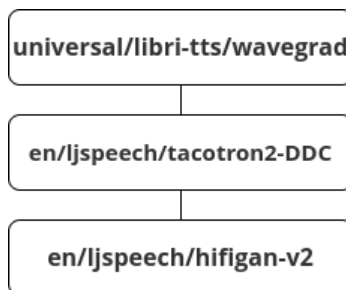 universal/libri-tts/wavegrad
en/ljspeech/tacotron2-DDC
en/ljspeech/hifigan-v2